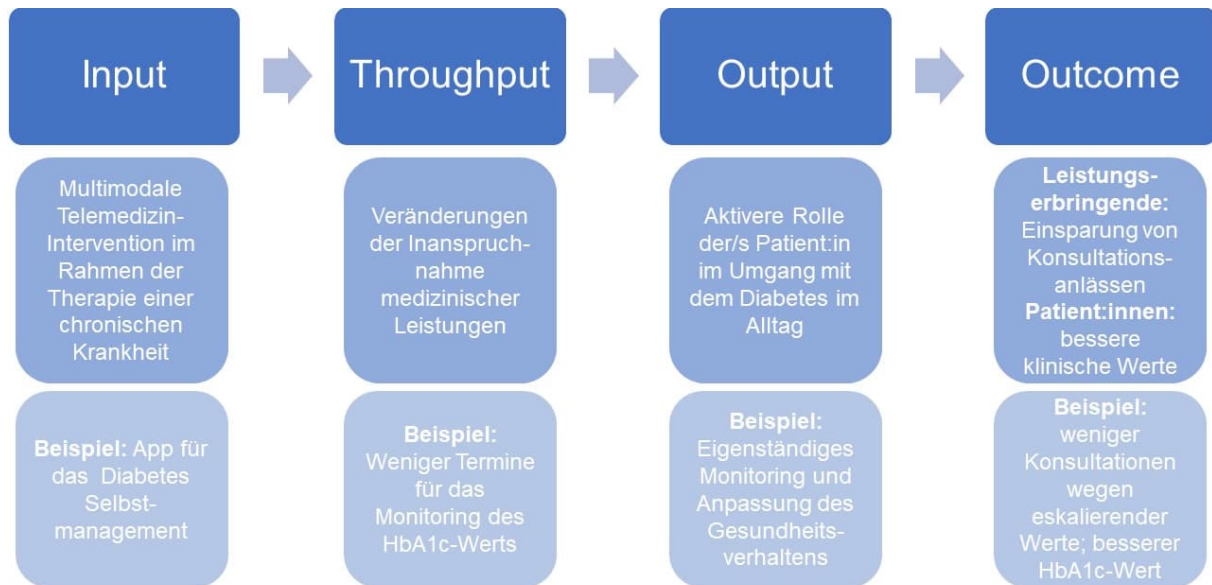 Input
Throughput
Output
Outcome
Multimodale
Telemedizin-
Intervention im
Rahmen der
Therapie einer
chronischen
Krankheit
Veränderungen
der Inanspruch-
nahme
medizinischer
Leistungen
Aktivere Rolle
der/s Patient:in
im Umgang mit
dem Diabetes im
Alltag
Leistungs-
erbringende:
Einsparung von
Konsultations-
anlässen
Patient:innen:
bessere
klinische Werte
Beispiel: App für
das Diabetes
Selbst-
management
Beispiel:
Weniger Termine
für das
Monitoring des
HbA1c-Werts
Beispiel:
Eigenständiges
Monitoring und
Anpassung des
Gesundheits-
verhaltens
Beispiel:
weniger
Konsultationen
wegen
eskalierender
Werte; besserer
HbA1c-Wert